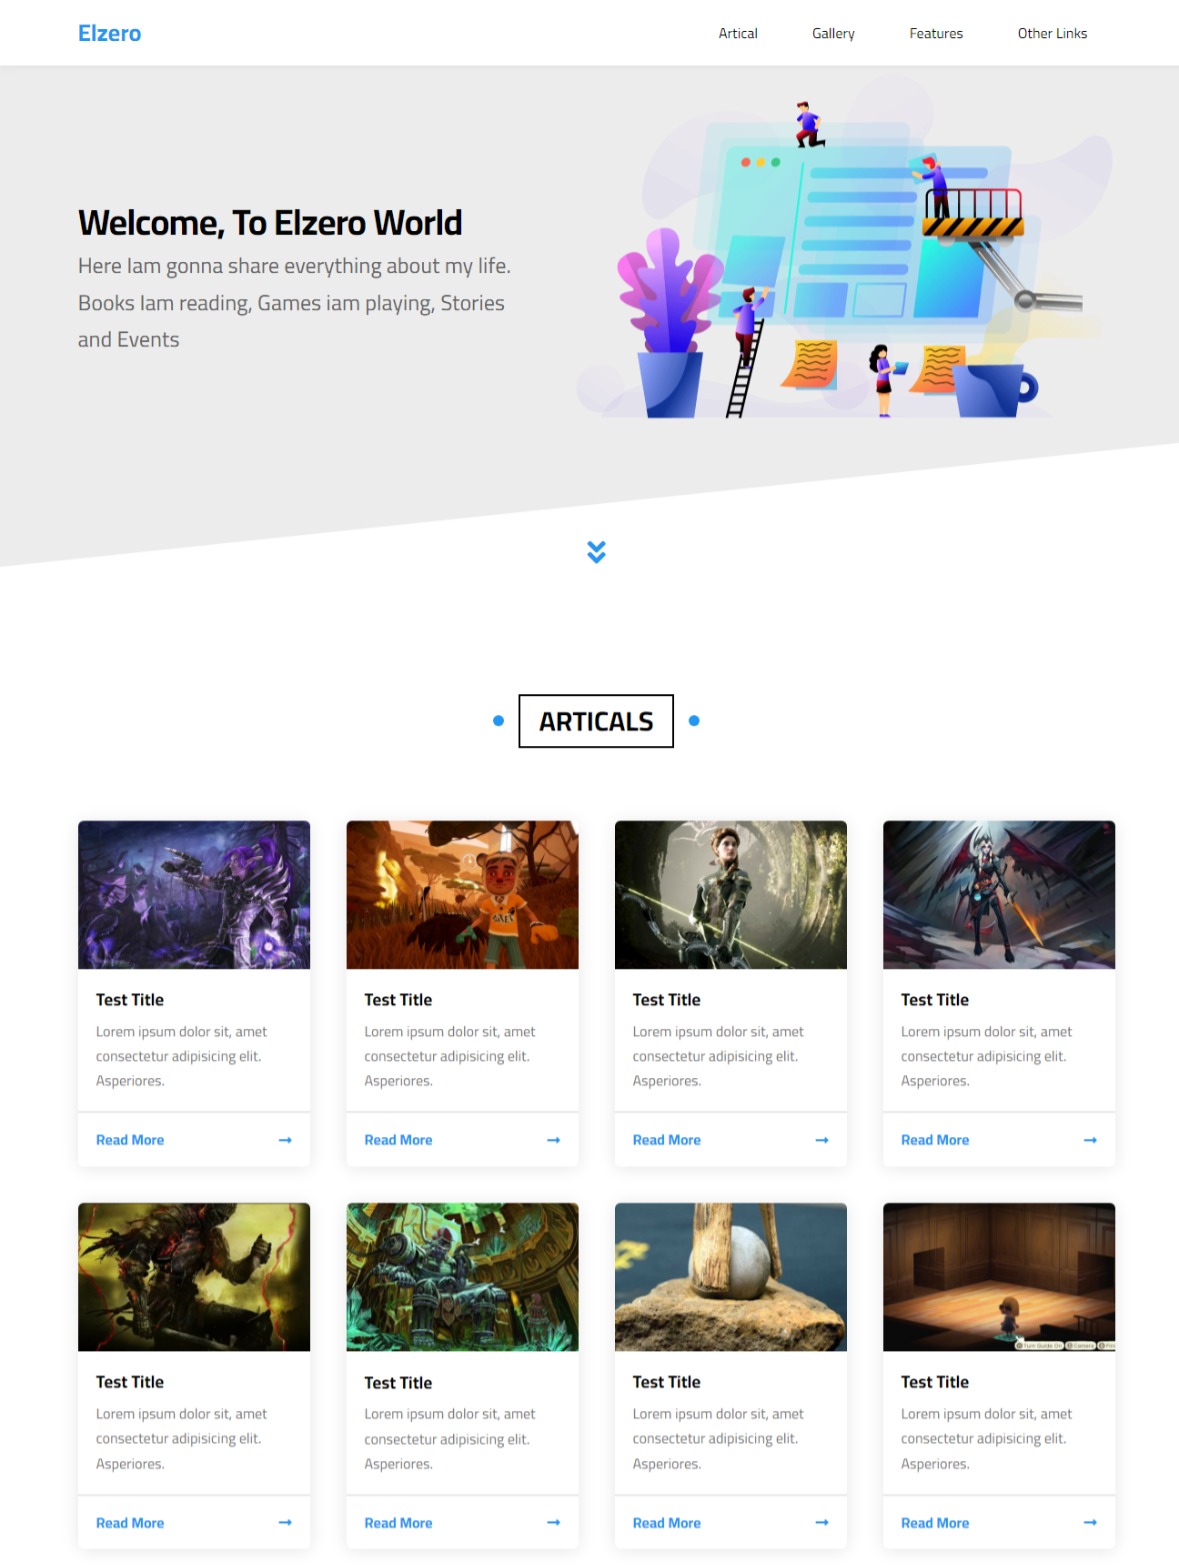 Elzero
Artical Gallery Features Other Links
Welcome, To Elzero World
Here Iam gonna share everything about my life.
Books Iam reading, Games iam playing, Stories
and Events
ARTICALS
Test Title
Lorem ipsum dolor sit, amet
consectetur adipisicing elit.
Asperiores.
Read More
Test Title
Lorem ipsum dolor sit, amet
consectetur adipisicing elit.
Asperiores.
Read More
Test Title
Lorem ipsum dolor sit, amet
consectetur adipisicing elit.
Asperiores.
Read More
Test Title
Lorem ipsum dolor sit, amet
consectetur adipisicing elit.
Asperiores.
Read More
Turn Guide On Camera
Test Title
Lorem ipsum dolor sit, amet
consectetur adipisicing elit.
Asperiores.
Read More
Test Title
Lorem ipsum dolor sit, amet
consectetur adipisicing elit.
Asperiores.
Read More
Test Title
Lorem ipsum dolor sit, amet
consectetur adipisicing elit.
Asperiores.
Read More
Test Title
Lorem ipsum dolor sit, amet
consectetur adipisicing elit.
Asperiores.
Read More